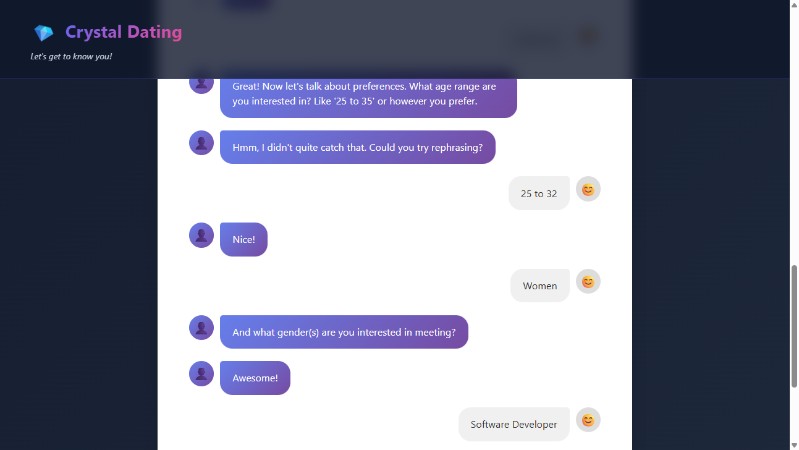 Crystal Dating
Let's get to know you!
Great! Now let's talk about preferences. What age range are
you interested in? Like '25 to 35' or however you prefer.
Hmm, I didn't quite catch that. Could you try rephrasing?
25 to 32
Nice!
Women
And what gender(s) are you interested in meeting?
Awesome!
Software Developer